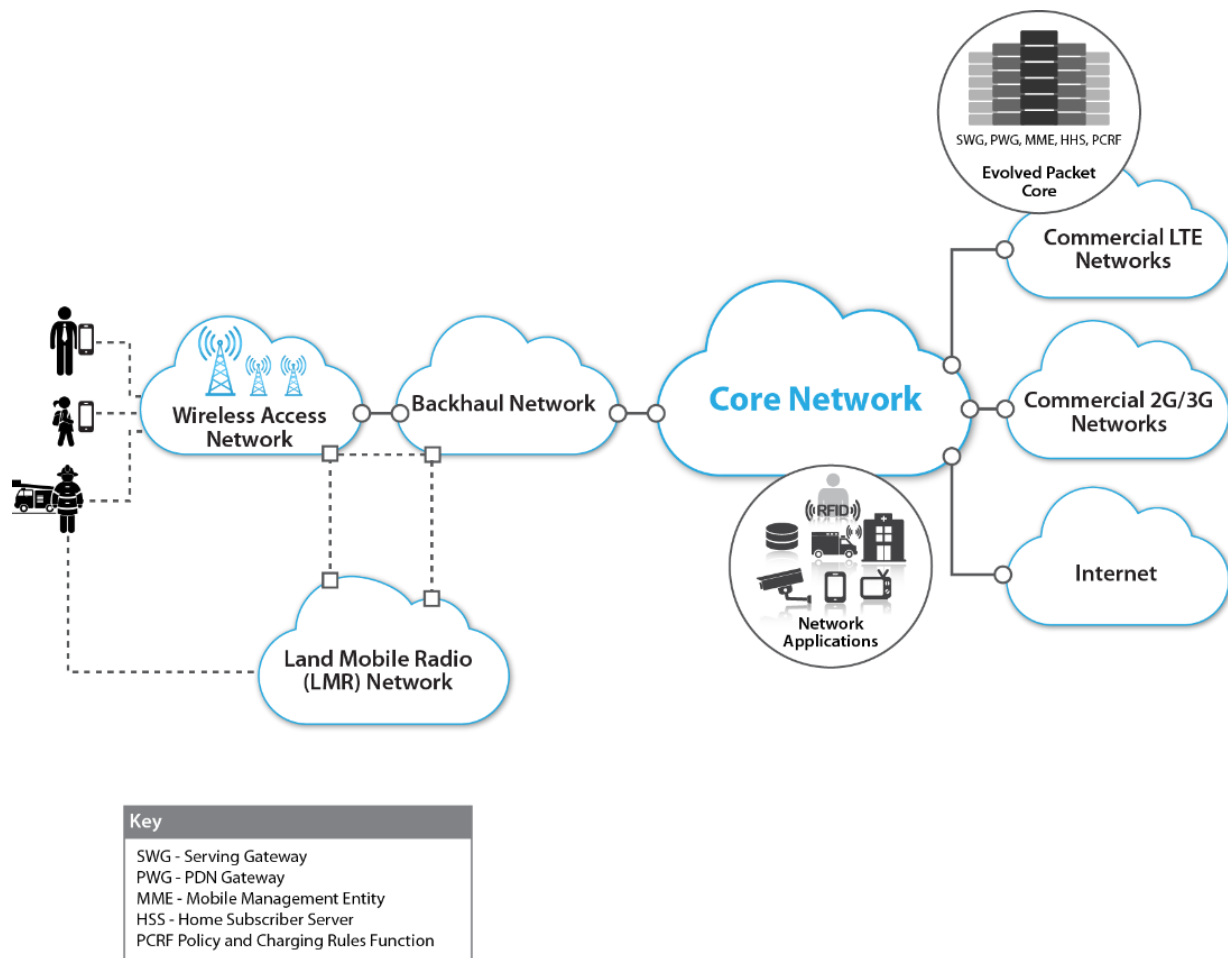 SWG, PWG, MME, HHS, PCRF
Evolved Packet
Core
Commercial LTE
Networks
Wireless Access
Network
Backhaul Network
Core Network
Commercial 2G/3G
Networks
RFID
Network
Applications
Internet
Land Mobile Radio
(LMR) Network
Key
SWG - Serving Gateway
PWG - PDN Gateway
MME - Mobile Management Entity
HSS - Home Subscriber Server
PCRF Policy and Charging Rules Function